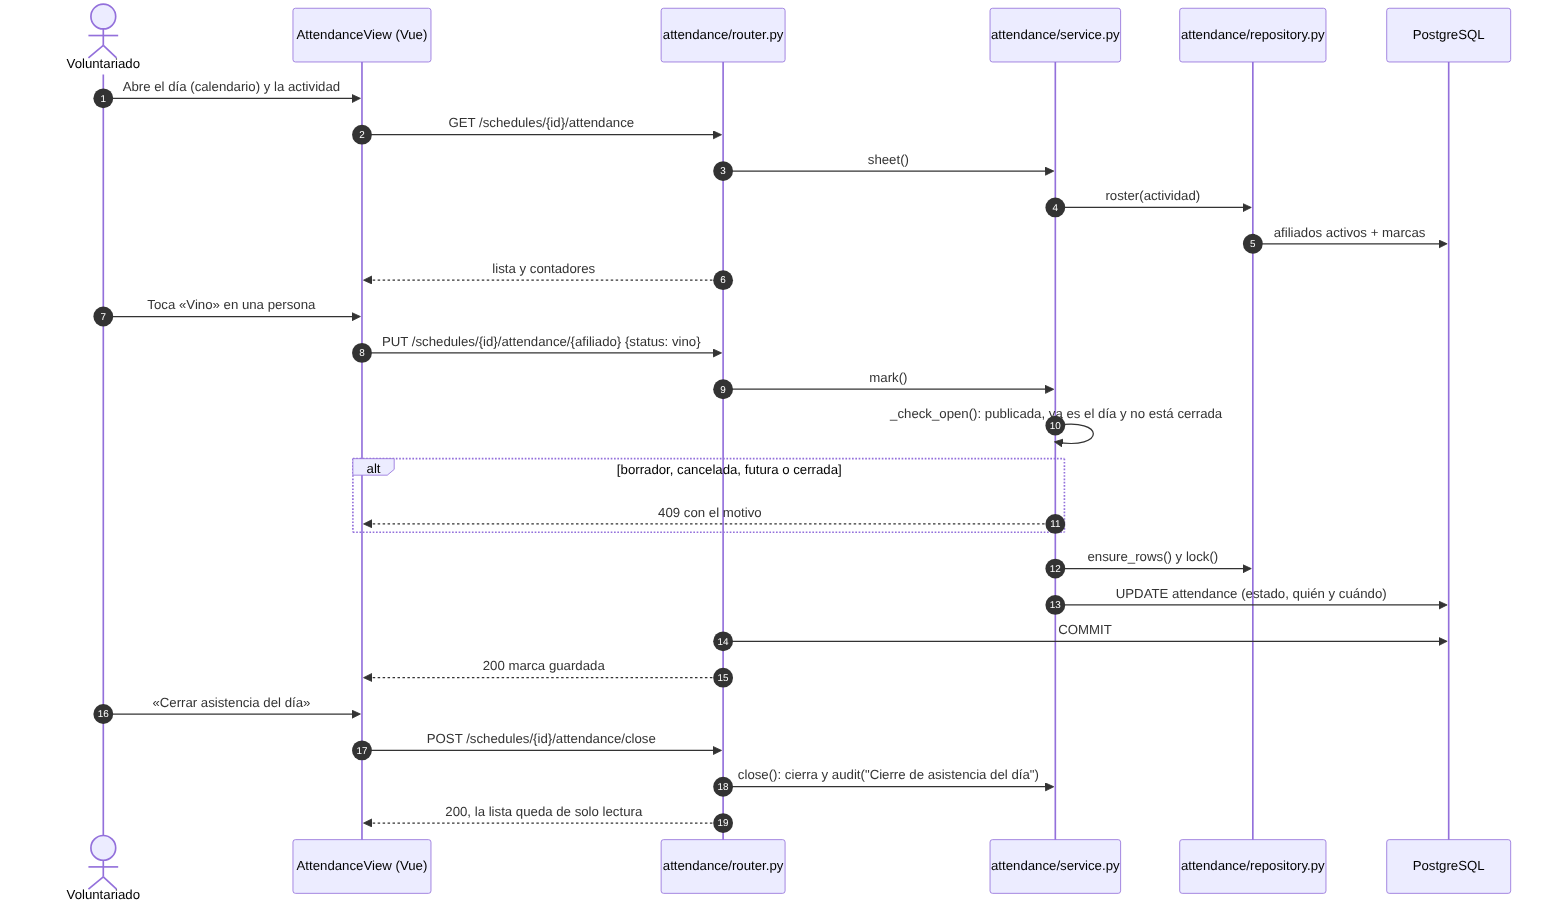 Voluntariado
AttendanceView (Vue)
attendance/router.py
attendance/service.py
attendance/repository.py
PostgreSQL
1 Abre el día (calendario) y la actividad
2 GET /schedules/{id}/attendance
3 sheet()
4 roster(actividad)
5 afiliados activos + marcas
6 lista y contadores
7 Toca «Vino» en una persona
8 PUT /schedules/{id}/attendance/{afiliado} {status: vino}
9 mark()
10 _check_open(): publicada, ya es el día y no está cerrada
alt [borrador, cancelada, futura o cerrada]
11 409 con el motivo
12 ensure_rows() y lock()
13 UPDATE attendance (estado, quién y cuándo)
14 COMMIT
15 200 marca guardada
16 «Cerrar asistencia del día»
17 POST /schedules/{id}/attendance/close
18 close(): cierra y audit("Cierre de asistencia del día")
19 200, la lista queda de solo lectura
Voluntariado
AttendanceView (Vue)
attendance/router.py
attendance/service.py
attendance/repository.py
PostgreSQL